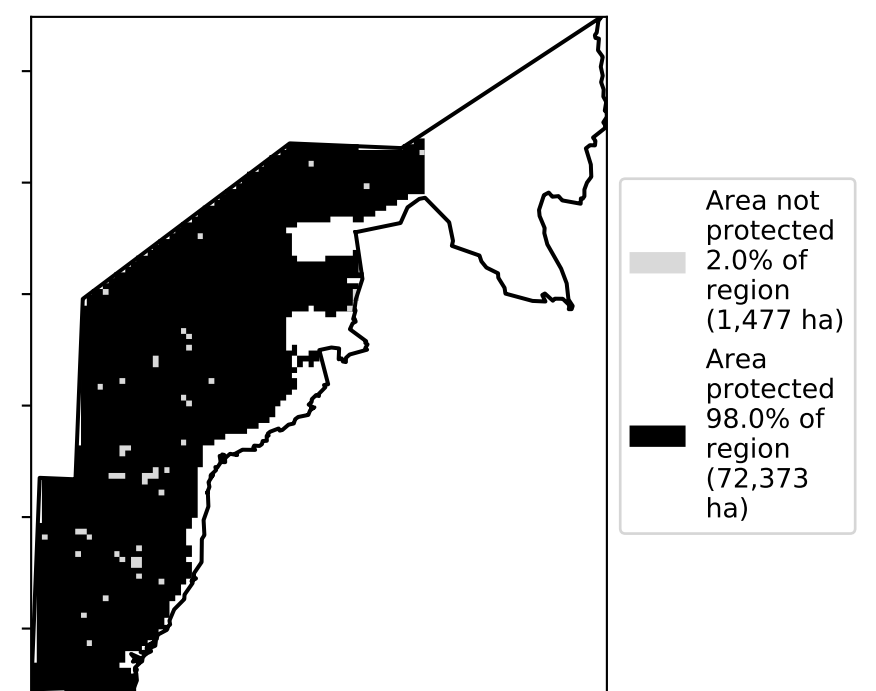 Area not
protected
2.0% of
region
(1,477 ha)
Area
protected
98.0% of
region
(72,373
ha)